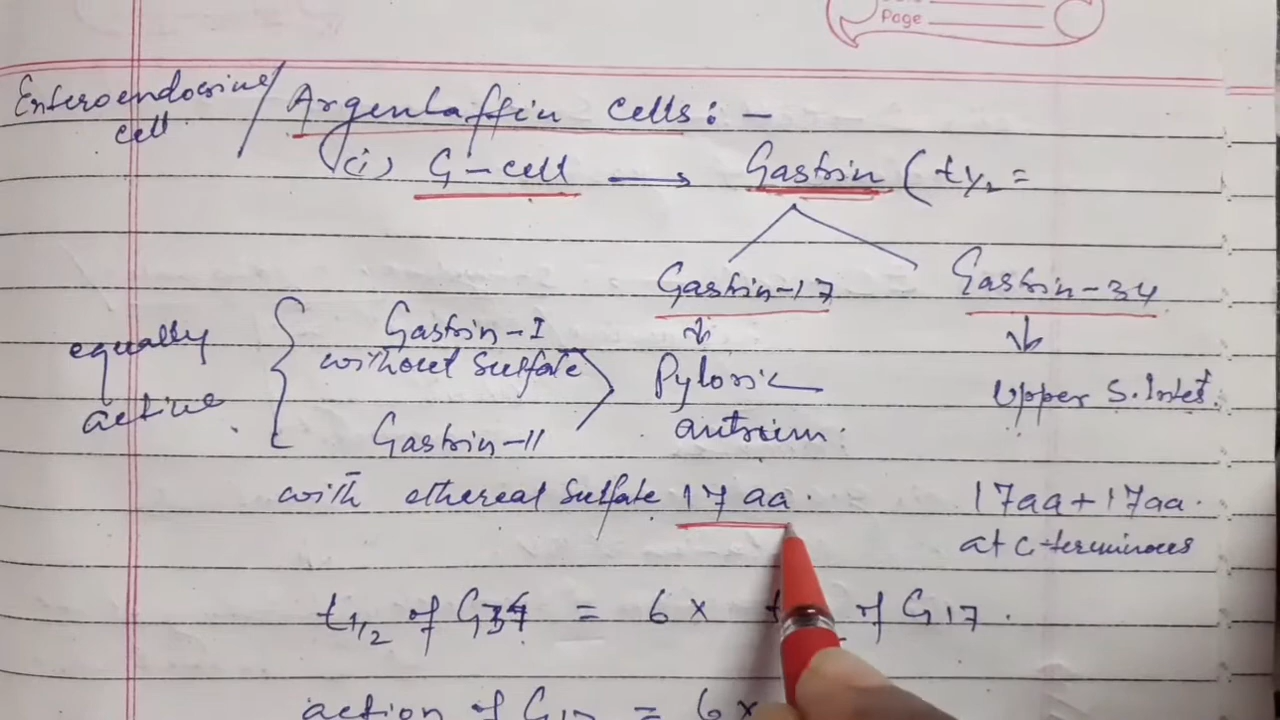 Page
Enteroendocrine/
cell
Argentaffin cells: -
(i) G-cell → Gastrin (t1/2 =
Gastrin-17 Gastrin-34
equally
active
Gastrin-I
without sulfate
Gastrin-II
with ethereal sulfate
Pyloric
antrum.
17 aa.
Upper S. Intest.
17aa + 17aa.
at C-terminous
t1/2 of G34 = 6 x t of G17.
action of G17 = 6x